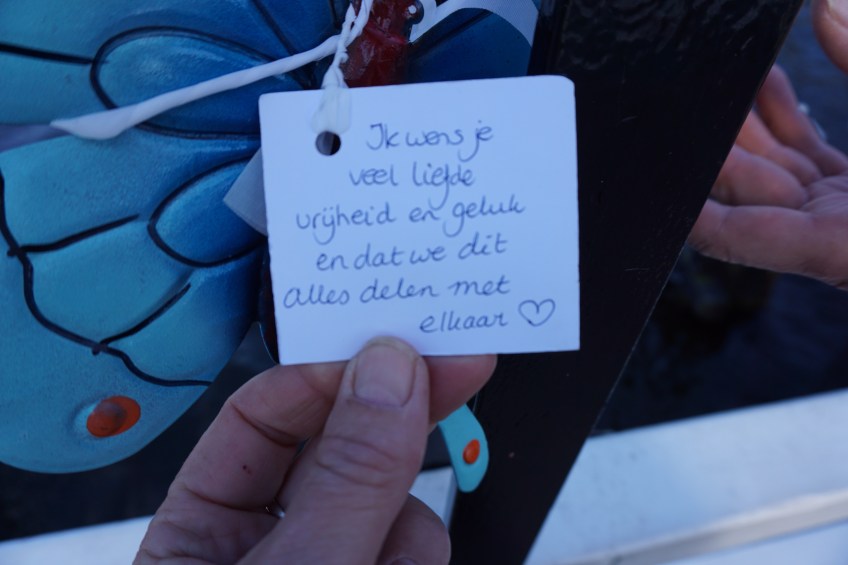 Ik wens je
veel liefde
vrijheid en geluk
en dat we dit
alles delen met
elkaar ♡